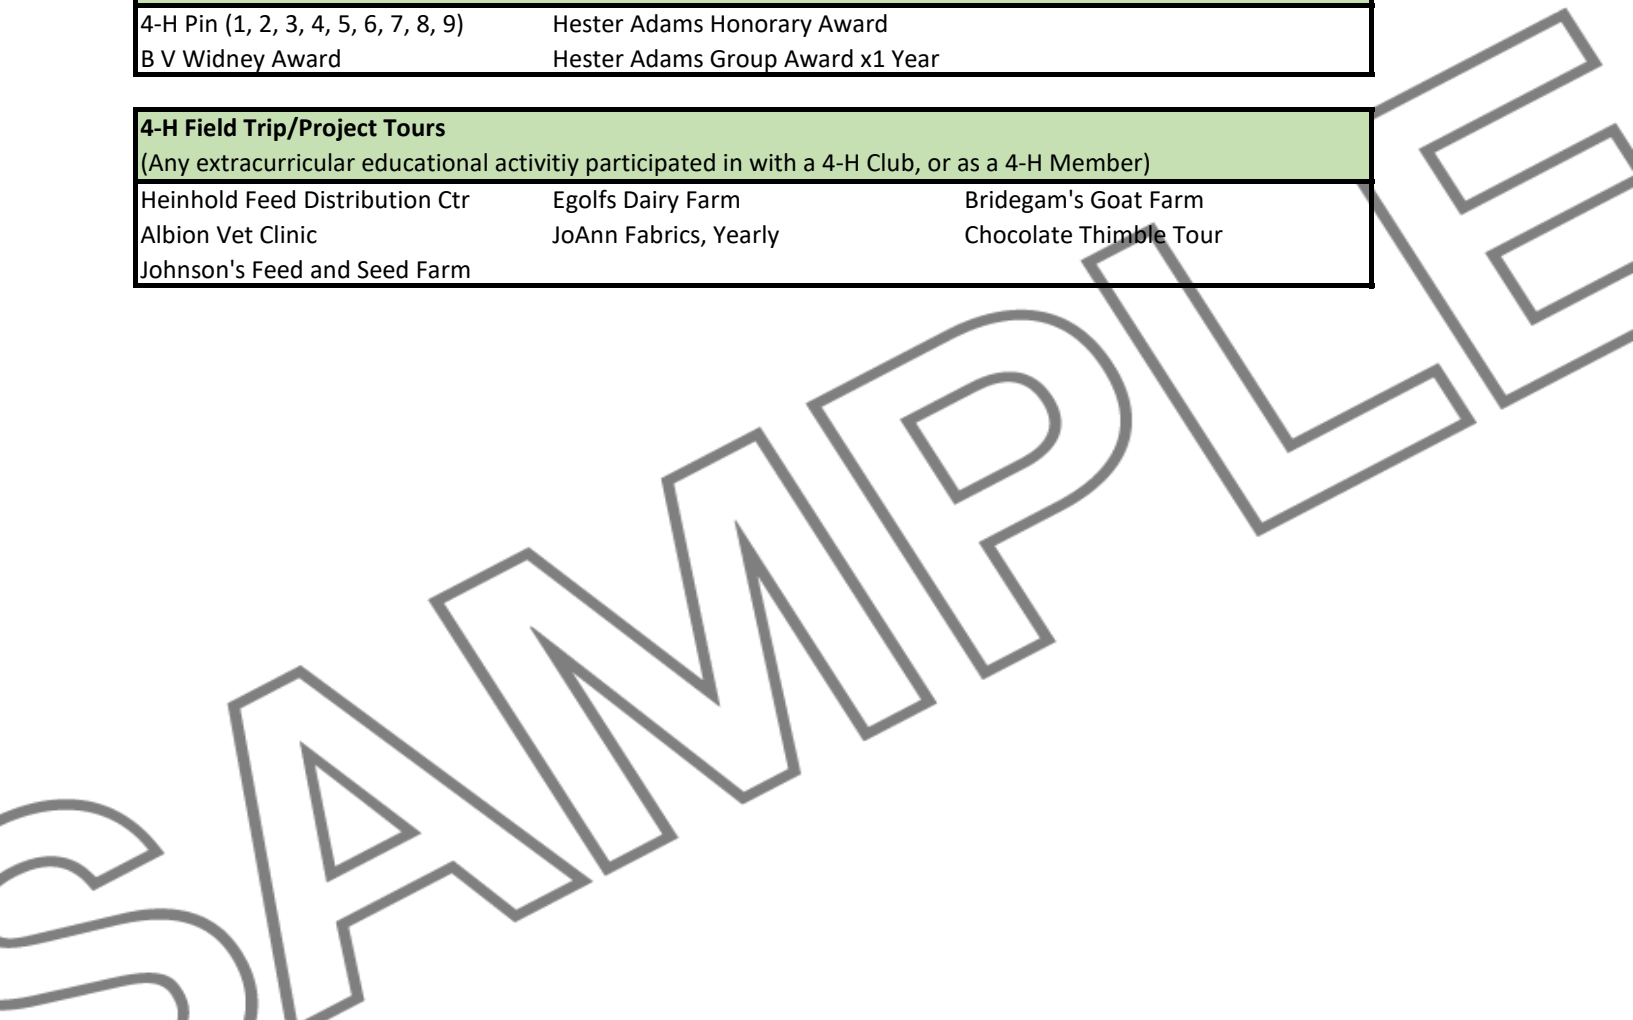 4-H Pin (1, 2, 3, 4, 5, 6, 7, 8, 9) Hester Adams Honorary Award
B V Widney Award Hester Adams Group Award x1 Year
4-H Field Trip/Project Tours
(Any extracurricular educational activitiy participated in with a 4-H Club, or as a 4-H Member)
Heinhold Feed Distribution Ctr Egolfs Dairy Farm Bridegam's Goat Farm
Albion Vet Clinic JoAnn Fabrics, Yearly Chocolate Thimble Tour
Johnson's Feed and Seed Farm
SAMPLE